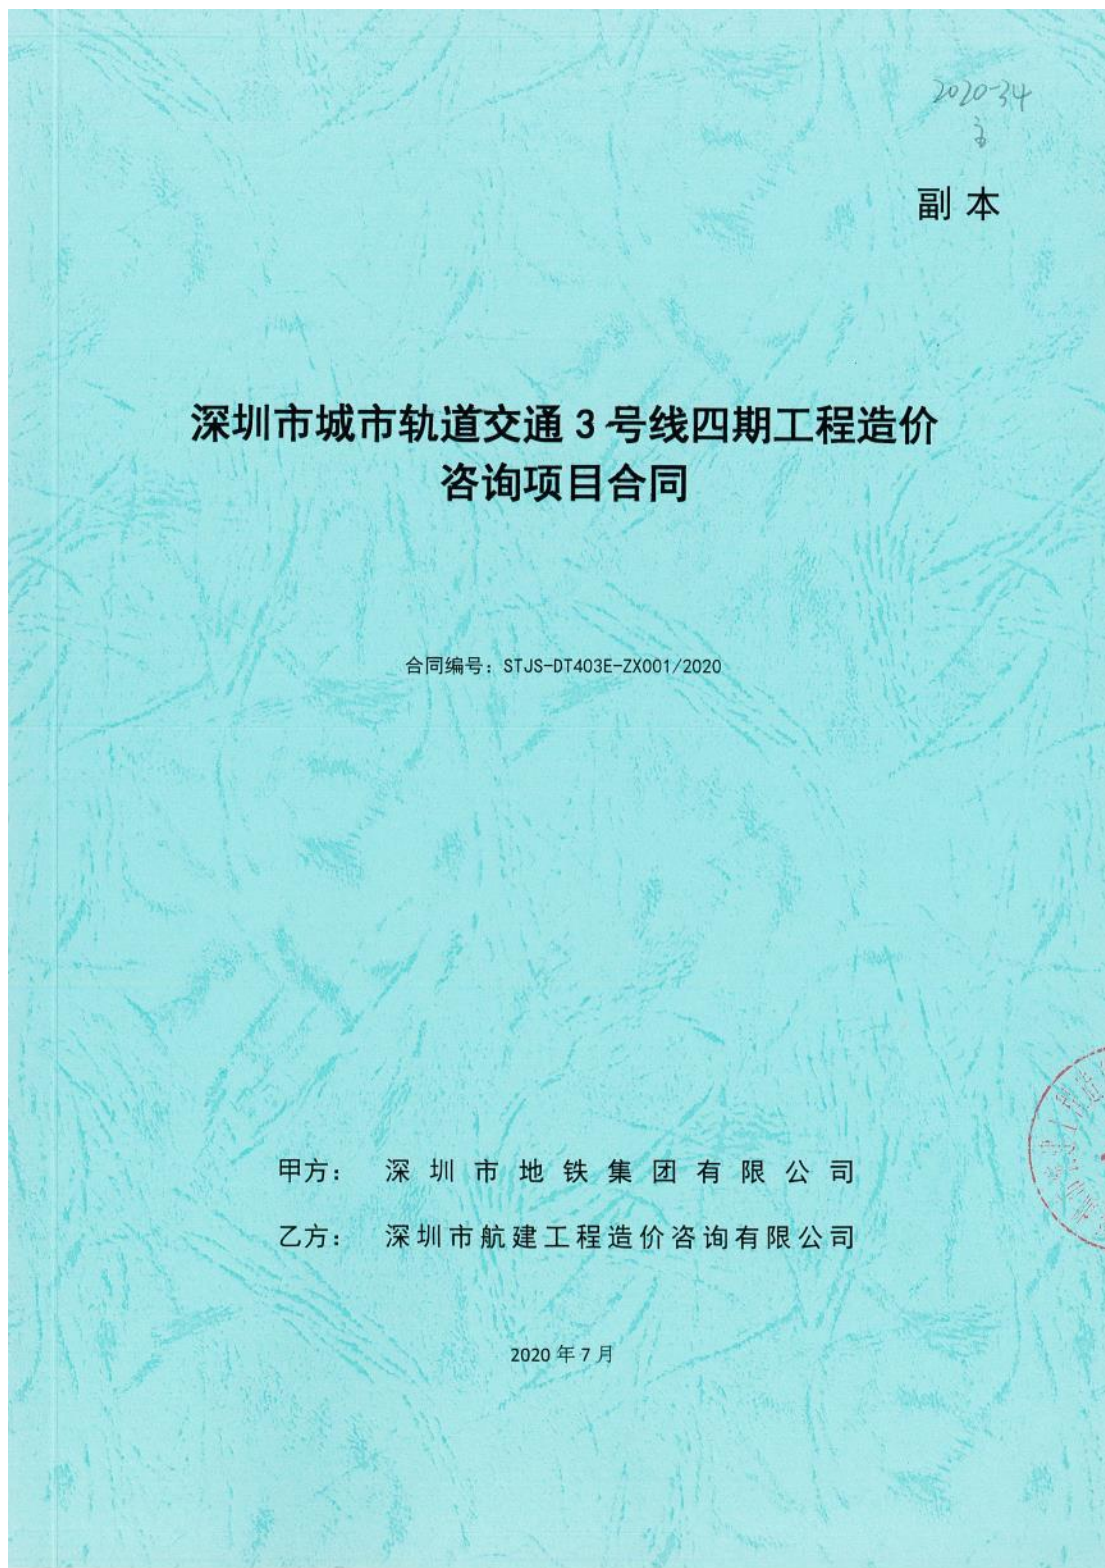 2020-34
副本
深圳市城市轨道交通3号线四期工程造价
咨询项目合同
合同编号：STJS-DT403E-ZX001/2020
甲方： 深圳市地铁集团有限公司
乙方： 深圳市航建工程造价咨询有限公司
2020年7月